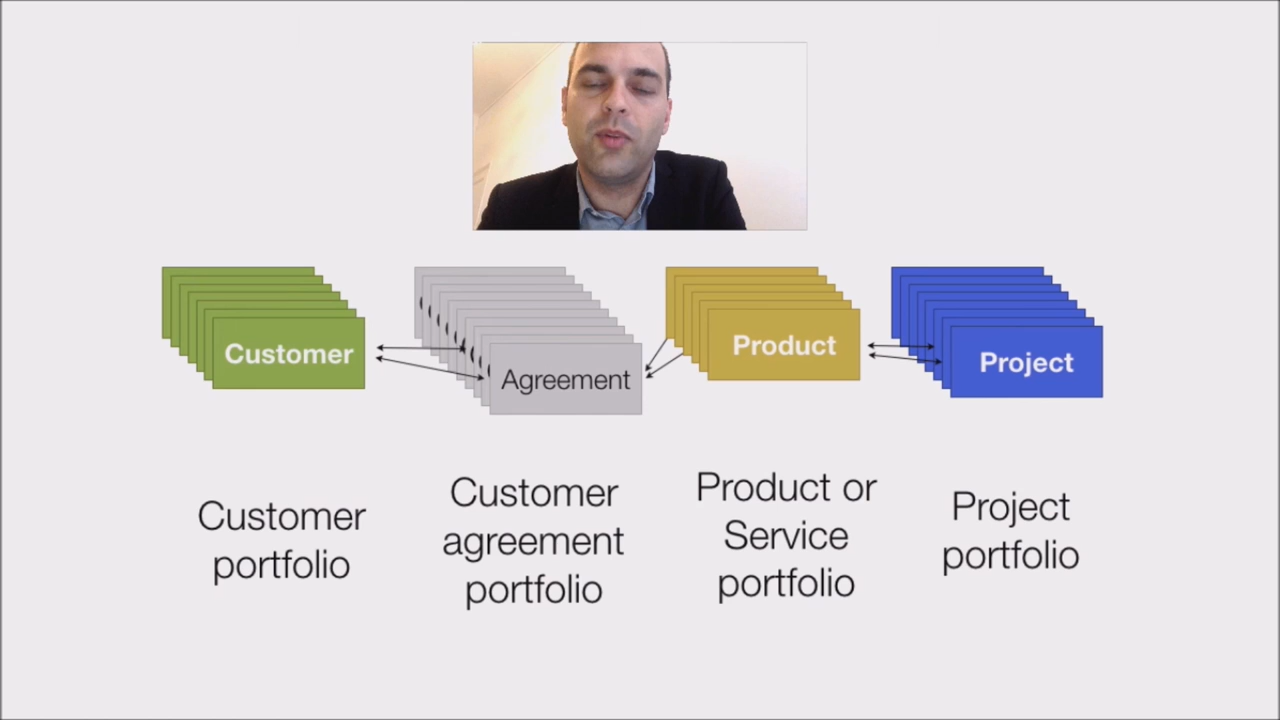 Customer
Agreement
Product
Project
Customer
portfolio
Customer
agreement
portfolio
Product or
Service
portfolio
Project
portfolio